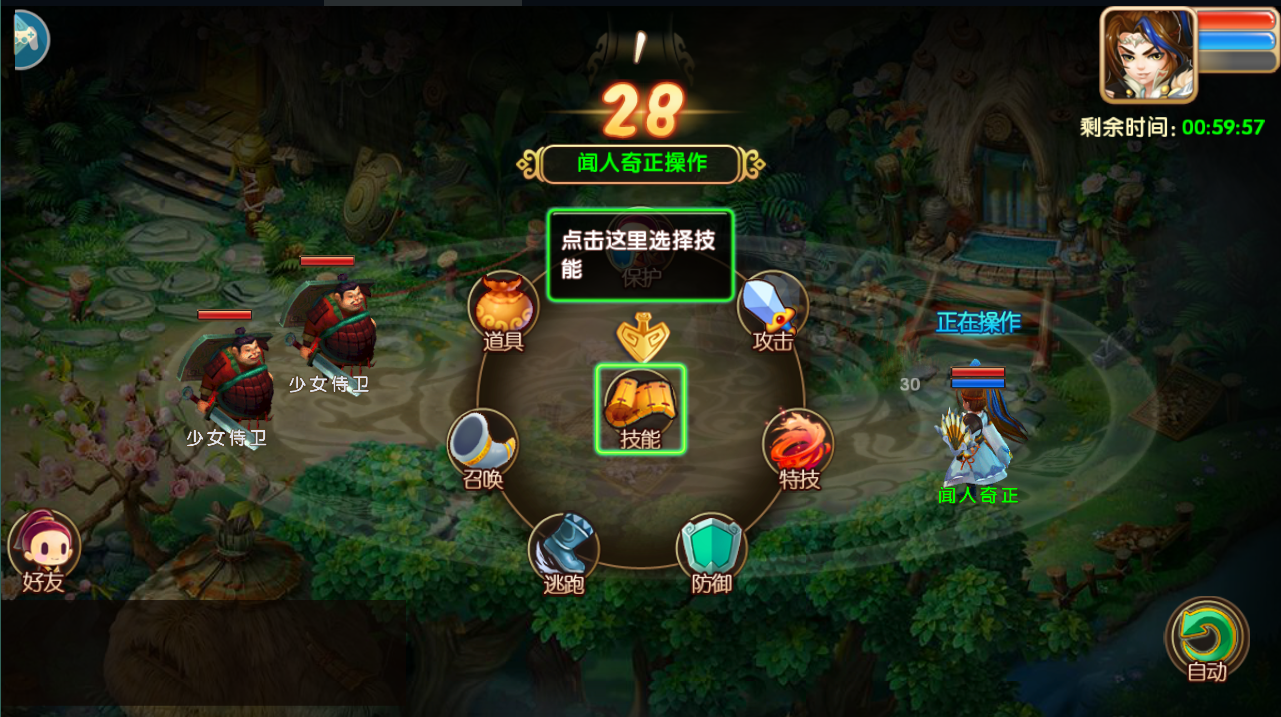 28
剩余时间: 00:59:57
闻人奇正操作
点击这里选择技
能
保护
道具
攻击
正在操作
30
少女侍卫
少女侍卫
技能
召唤
特技
闻人奇正
好友
逃跑
防御
自动